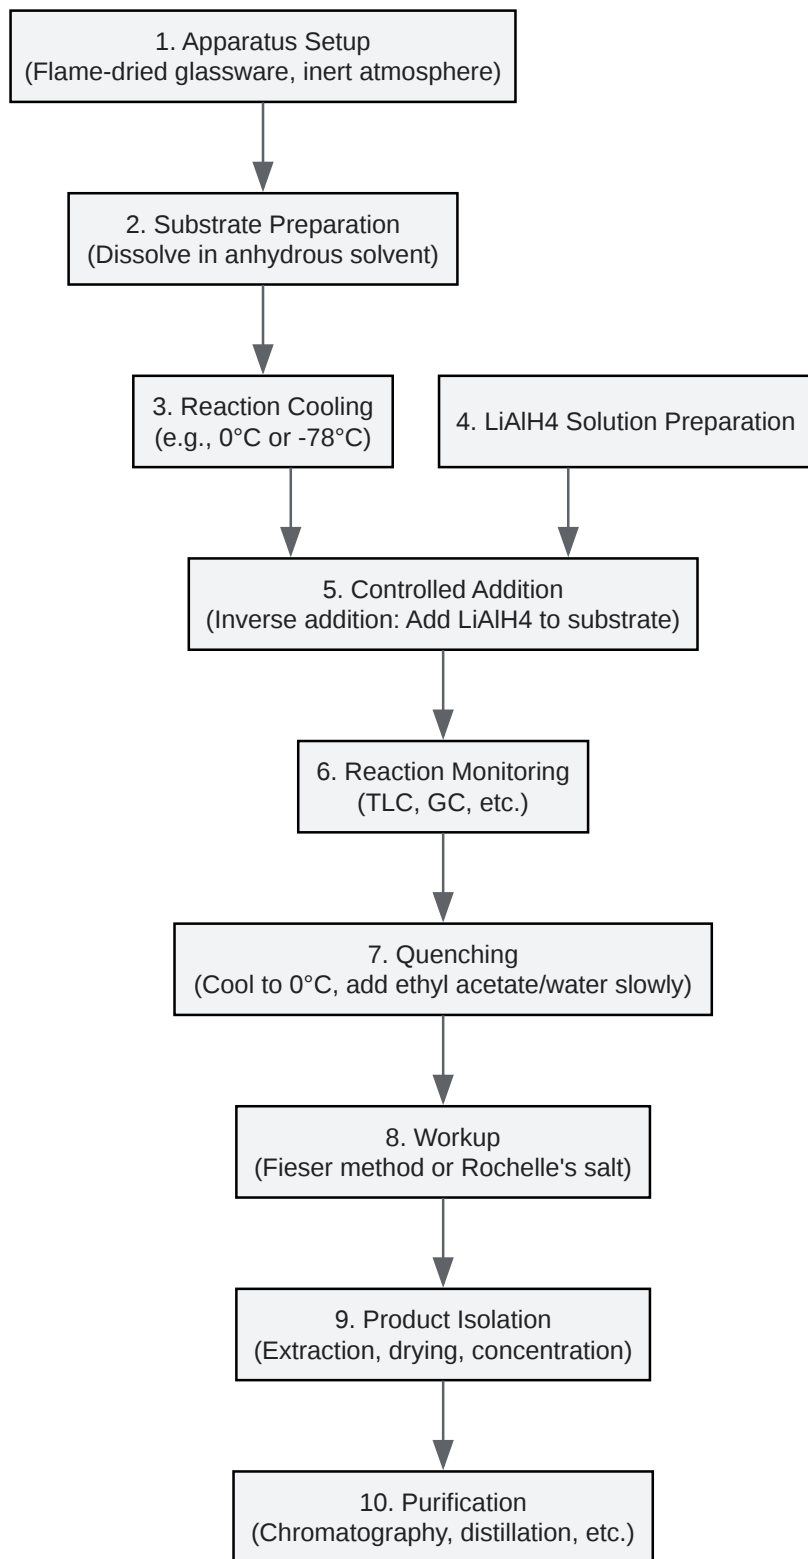 1. Apparatus Setup
(Flame-dried glassware, inert atmosphere)
2. Substrate Preparation
(Dissolve in anhydrous solvent)
3. Reaction Cooling
(e.g., 0°C or -78°C)
4. LiAlH4 Solution Preparation
5. Controlled Addition
(Inverse addition: Add LiAlH4 to substrate)
6. Reaction Monitoring
(TLC, GC, etc.)
7. Quenching
(Cool to 0°C, add ethyl acetate/water slowly)
8. Workup
(Fieser method or Rochelle's salt)
9. Product Isolation
(Extraction, drying, concentration)
10. Purification
(Chromatography, distillation, etc.)